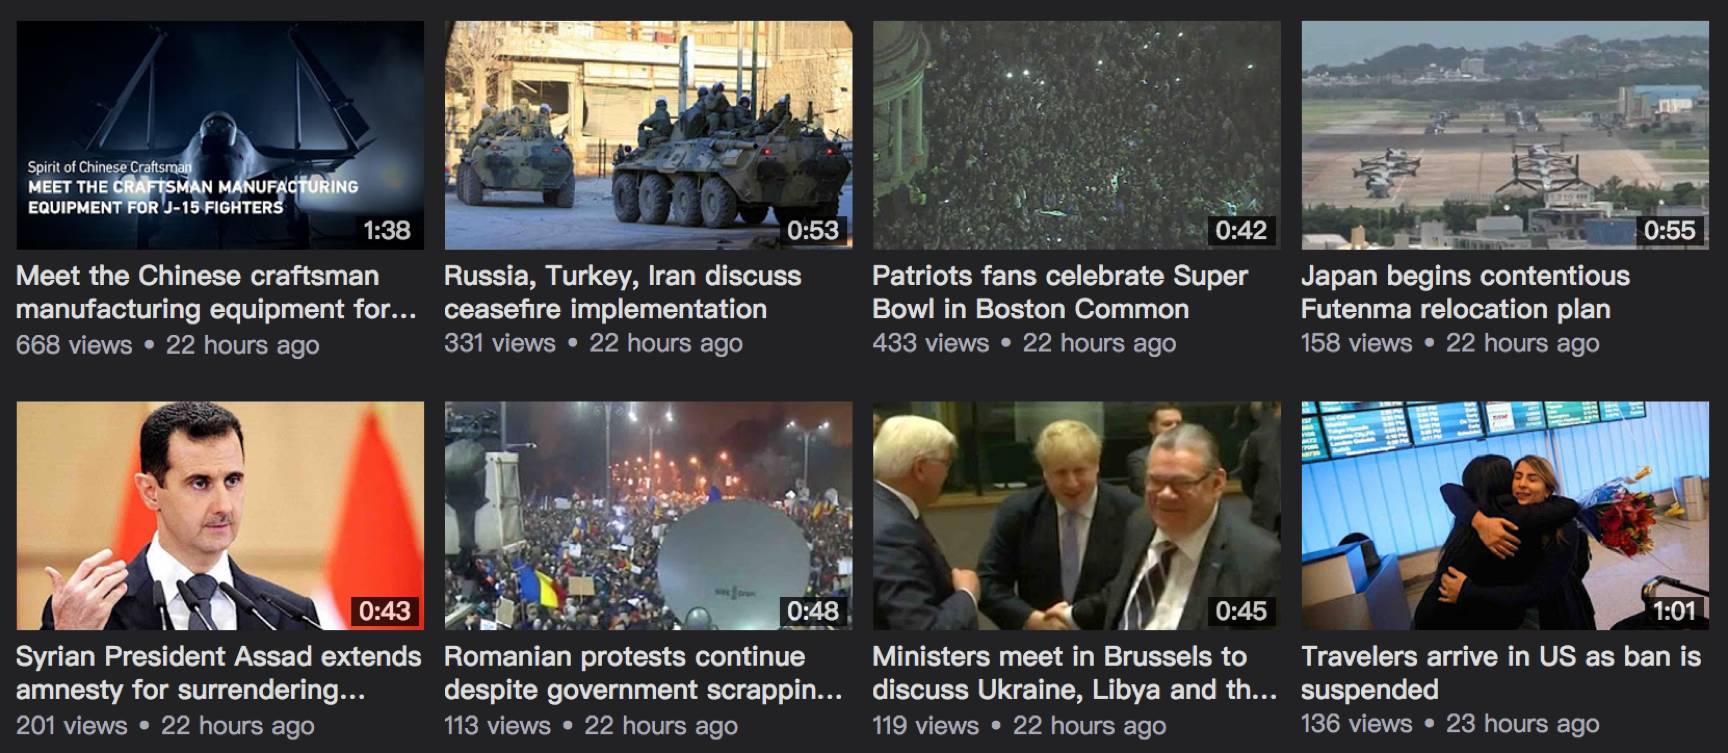 Spirit of Chinese Craftsman
MEET THE CRAFTSMAN MANUFACTURING
EQUIPMENT FOR J-15 FIGHTERS
1:38
Meet the Chinese craftsman
manufacturing equipment for...
668 views • 22 hours ago
0:53
Russia, Turkey, Iran discuss
ceasefire implementation
331 views • 22 hours ago
0:42
Patriots fans celebrate Super
Bowl in Boston Common
433 views • 22 hours ago
0:55
Japan begins contentious
Futenma relocation plan
158 views • 22 hours ago
0:43
Syrian President Assad extends
amnesty for surrendering...
201 views • 22 hours ago
0:48
Romanian protests continue
despite government scrappin...
113 views • 22 hours ago
0:45
Ministers meet in Brussels to
discuss Ukraine, Libya and th...
119 views • 22 hours ago
1:01
Travelers arrive in US as ban is
suspended
136 views • 23 hours ago